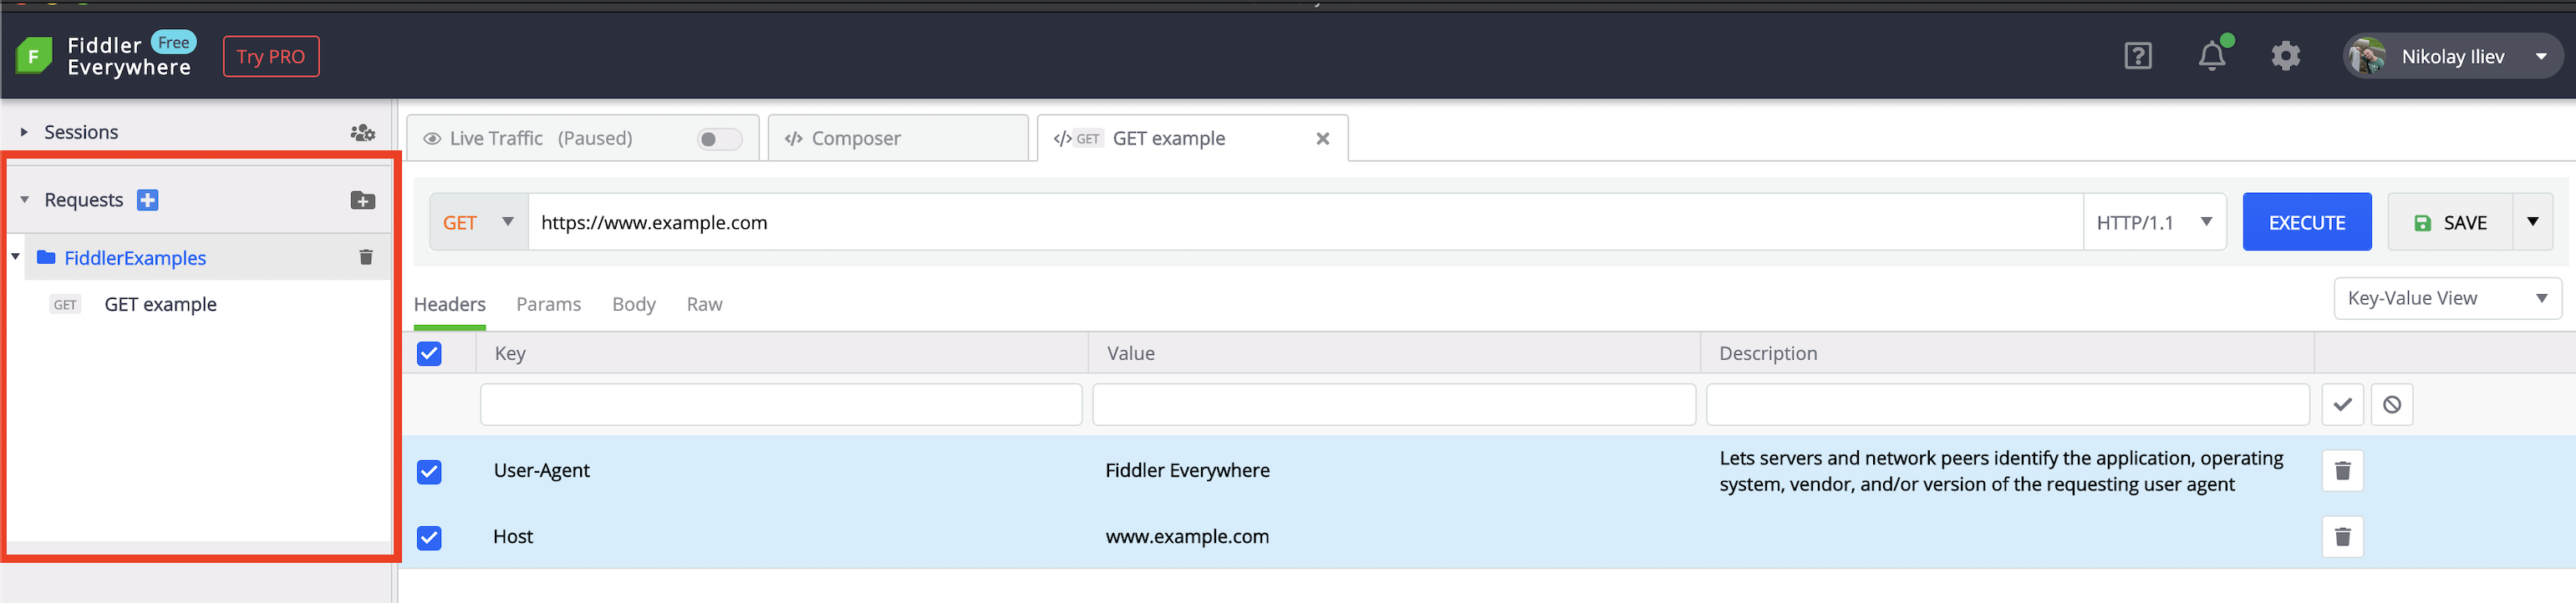 Fiddler Free
Everywhere
Try PRO
Nikolay Iliev
Sessions
Live Traffic (Paused)
Composer
GET GET example
Requests
GET
https://www.example.com
HTTP/1.1
EXECUTE
SAVE
FiddlerExamples
GET GET example
Headers Params Body Raw
Key-Value View
Key Value Description
User-Agent
Fiddler Everywhere
Lets servers and network peers identify the application, operating
system, vendor, and/or version of the requesting user agent
Host
www.example.com